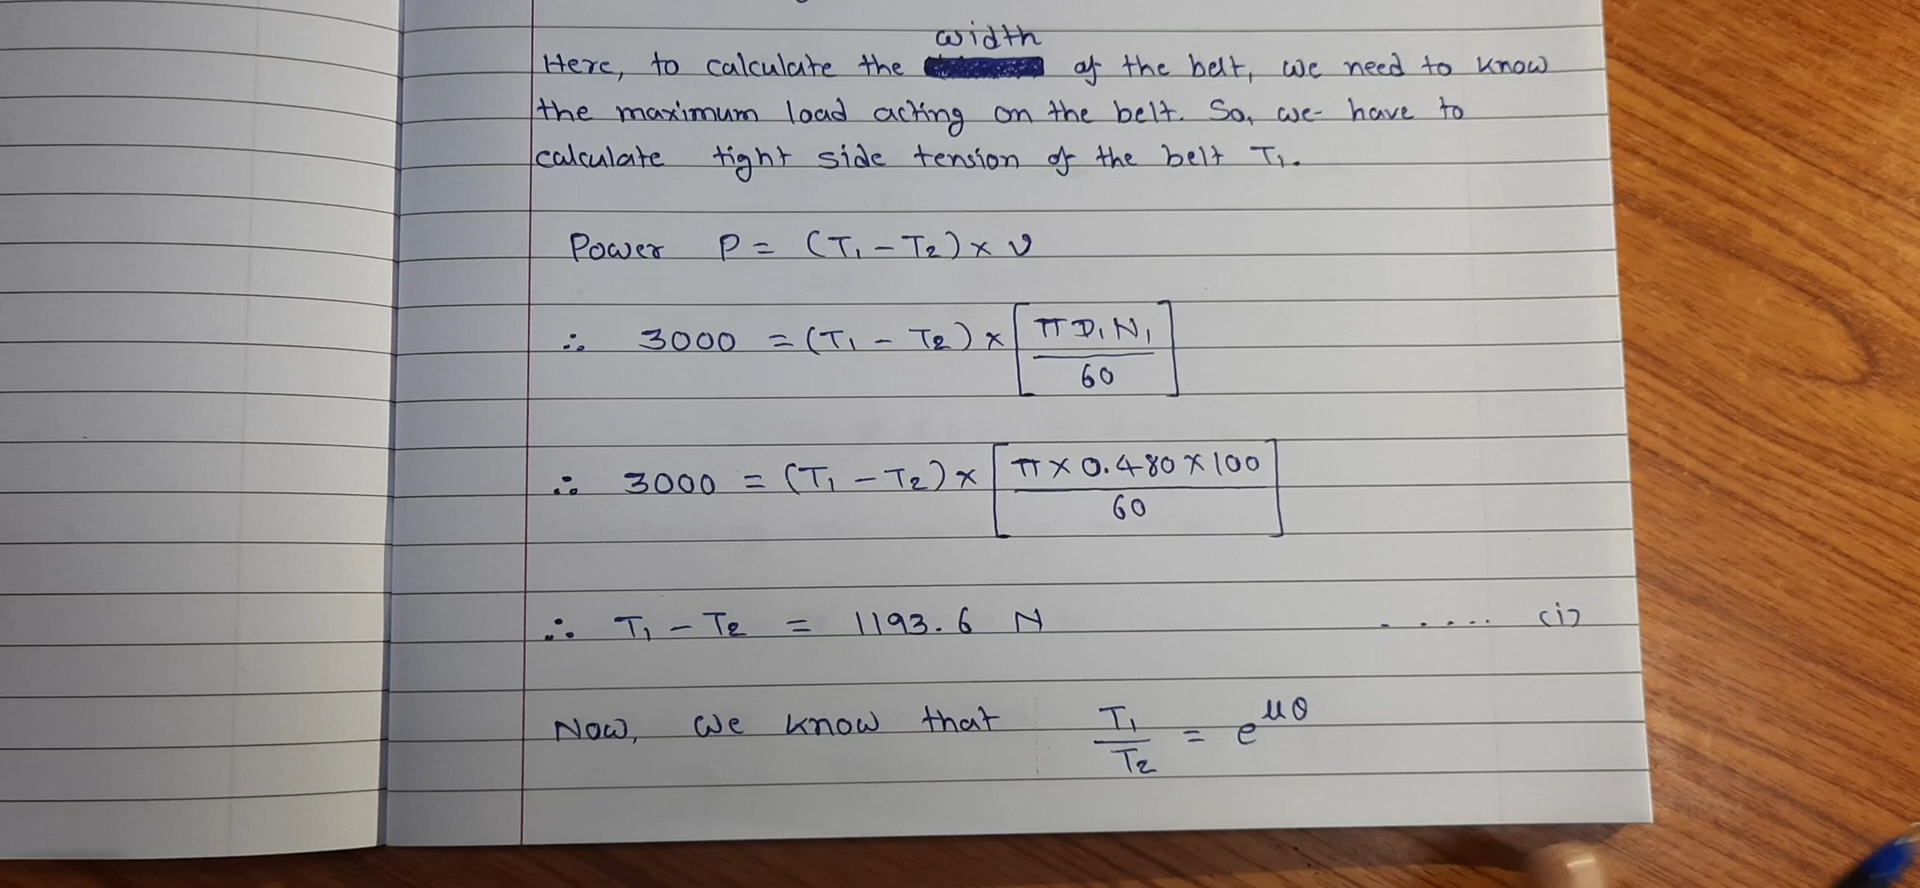 width
Here, to calculate the of the belt, we need to know
the maximum load acting on the belt. So, we have to
calculate tight side tension of the belt T₁.
Power P = (T₁ - T₂) × v
∴ 3000 = (T₁ - T₂) × [πD₁N₁/60]
∴ 3000 = (T₁ - T₂) × [π × 0.480 × 100/60]
∴ T₁ - T₂ = 1193.6 N ..... (i)
Now, we know that T₁/T₂ = e^μθ